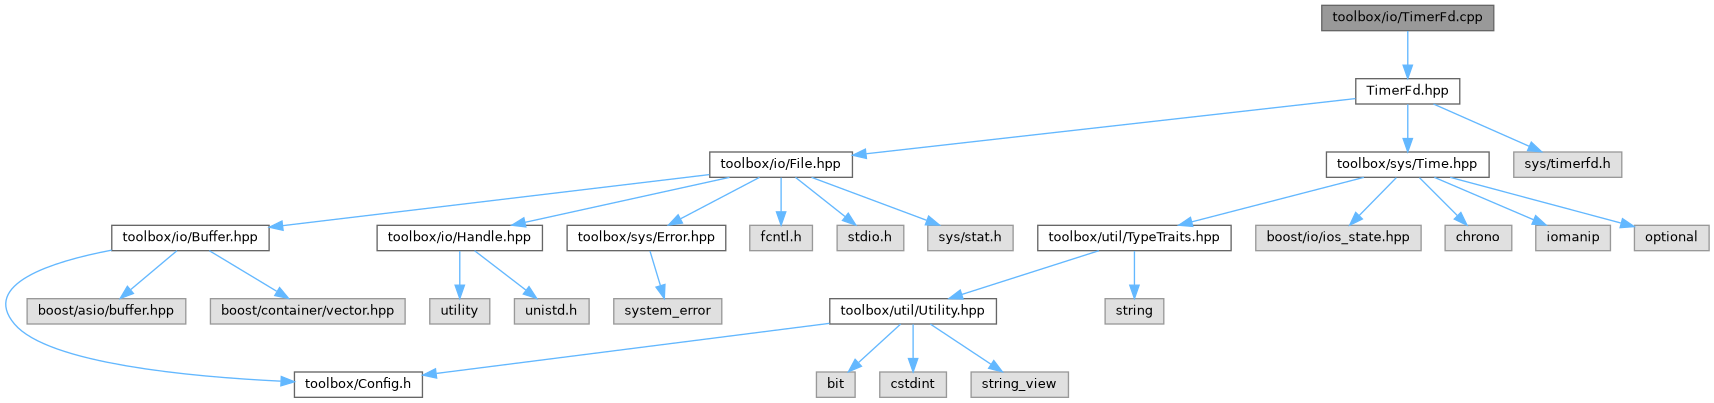 toolbox/io/TimerFd.cpp
TimerFd.hpp
toolbox/io/File.hpp
toolbox/sys/Time.hpp
sys/timerfd.h
toolbox/io/Buffer.hpp
toolbox/io/Handle.hpp
toolbox/sys/Error.hpp
fcntl.h
stdio.h
sys/stat.h
toolbox/util/TypeTraits.hpp
boost/io/ios_state.hpp
chrono
iomanip
optional
boost/asio/buffer.hpp
boost/container/vector.hpp
utility
unistd.h
system_error
toolbox/util/Utility.hpp
string
toolbox/Config.h
bit
cstdint
string_view